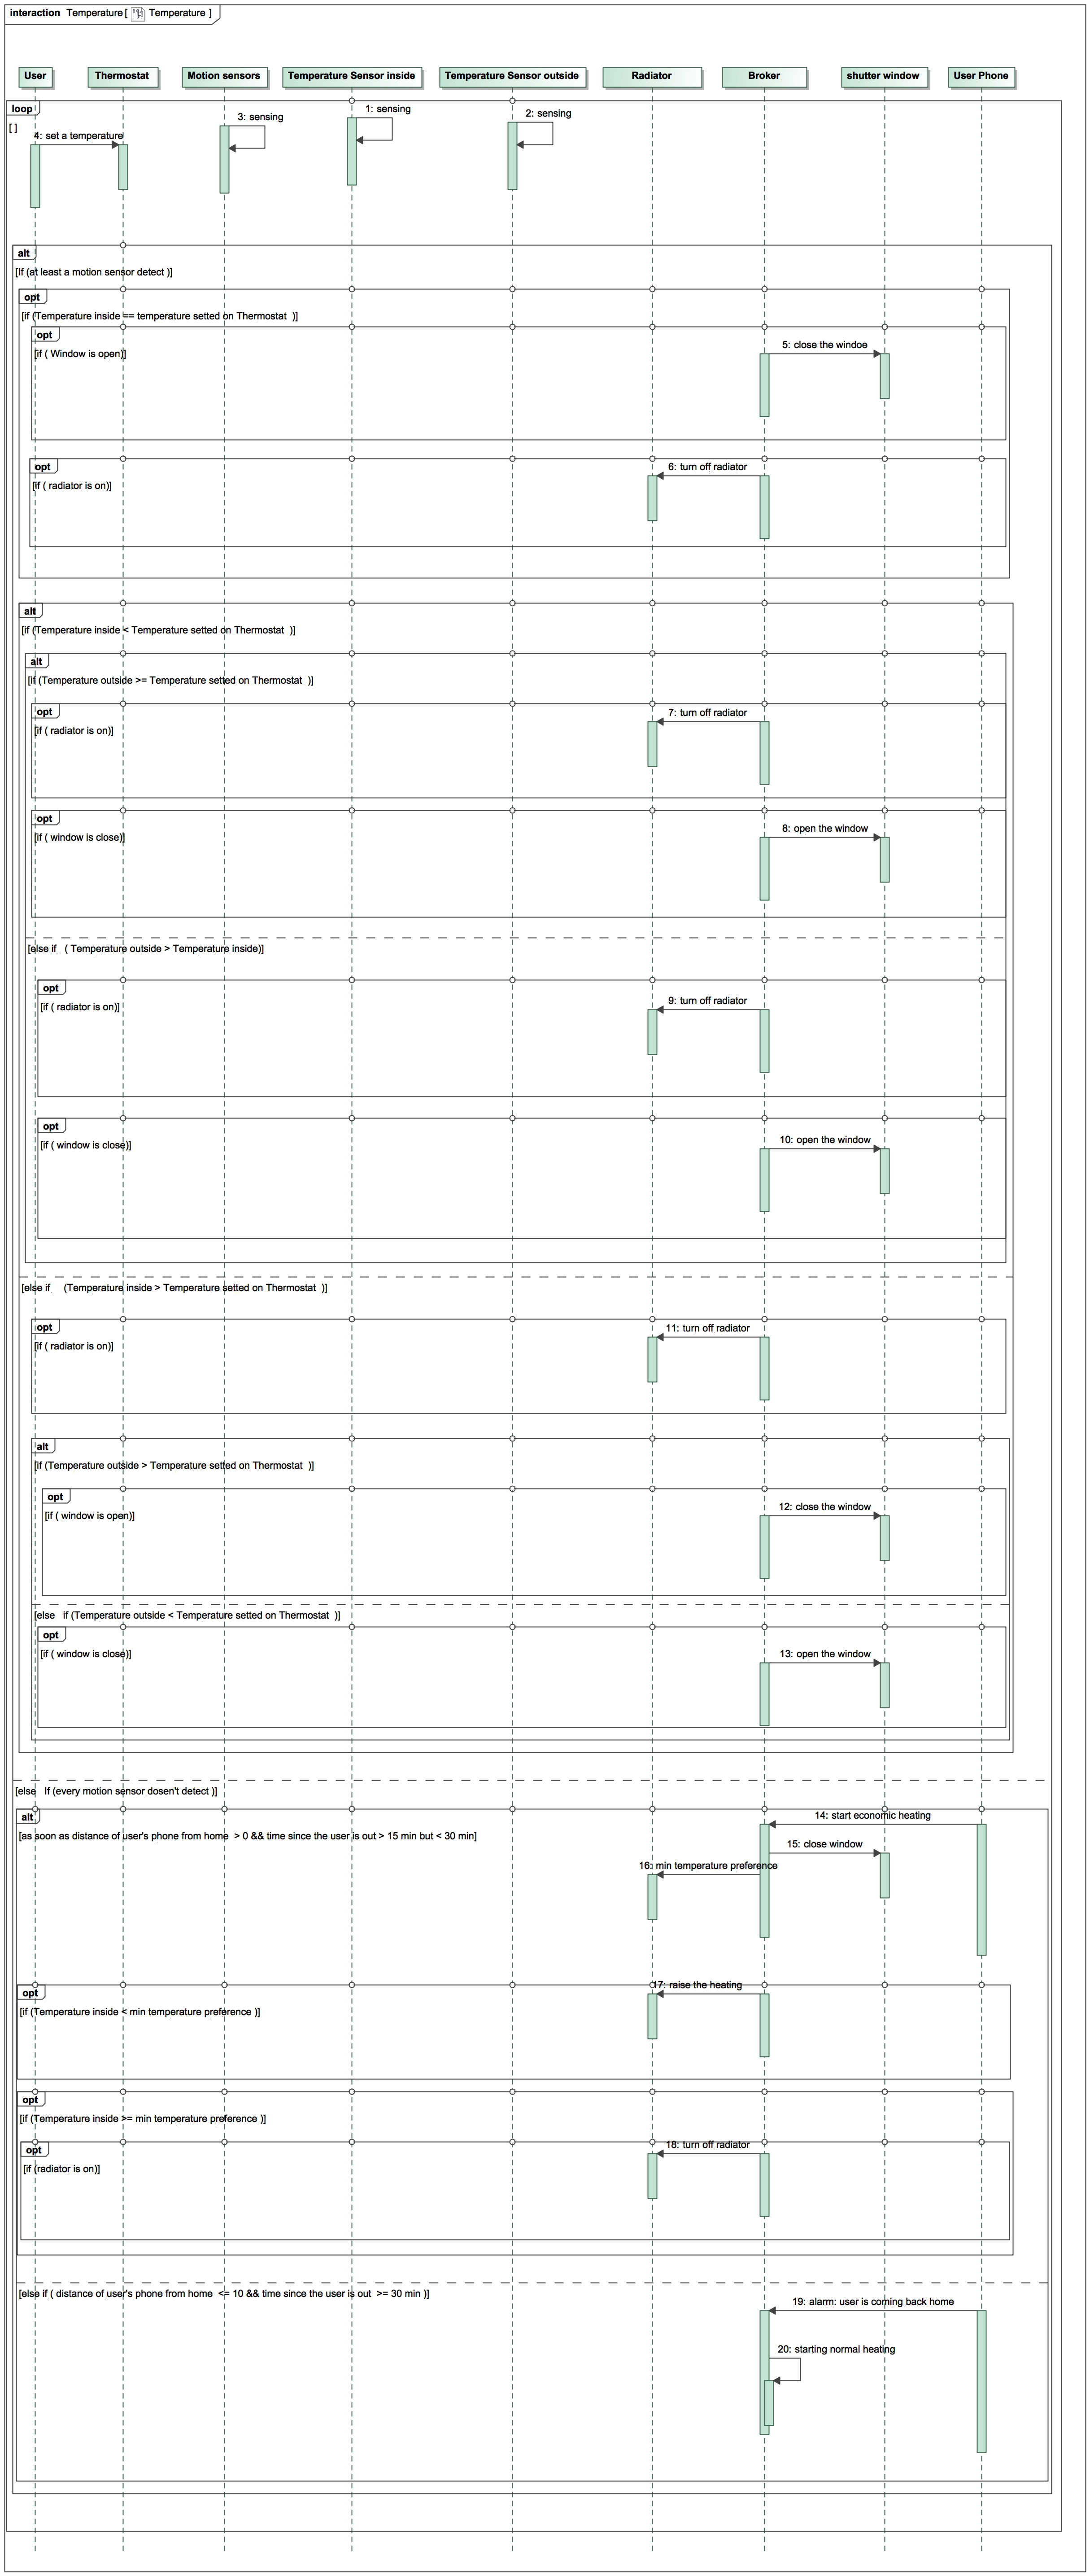 interaction Temperature [ Temperature ]
User
Thermostat
Motion sensors
Temperature Sensor inside
Temperature Sensor outside
Radiator
Broker
shutter window
User Phone
loop
[ ]
1: sensing
2: sensing
3: sensing
4: set a temperature
alt
[If (at least a motion sensor detect )]
opt
[if (Temperature inside == temperature setted on Thermostat )]
opt
[if ( Window is open)]
5: close the windoe
opt
[if ( radiator is on)]
6: turn off radiator
alt
[if (Temperature inside < Temperature setted on Thermostat )]
alt
[if (Temperature outside >= Temperature setted on Thermostat )]
opt
[if ( radiator is on)]
7: turn off radiator
opt
[if ( window is close)]
8: open the window
[else if ( Temperature outside > Temperature inside)]
opt
[if ( radiator is on)]
9: turn off radiator
opt
[if ( window is close)]
10: open the window
[else if (Temperature inside > Temperature setted on Thermostat )]
opt
[if ( radiator is on)]
11: turn off radiator
alt
[if (Temperature outside > Temperature setted on Thermostat )]
opt
[if ( window is open)]
12: close the window
[else if (Temperature outside < Temperature setted on Thermostat )]
opt
[if ( window is close)]
13: open the window
[else If (every motion sensor dosen't detect )]
alt
[as soon as distance of user's phone from home > 0 && time since the user is out > 15 min but < 30 min]
14: start economic heating
15: close window
16: min temperature preference
opt
[if (Temperature inside < min temperature preference )]
17: raise the heating
opt
[if (Temperature inside >= min temperature preference )]
opt
[if (radiator is on)]
18: turn off radiator
[else if ( distance of user's phone from home <= 10 && time since the user is out >= 30 min )]
19: alarm: user is coming back home
20: starting normal heating